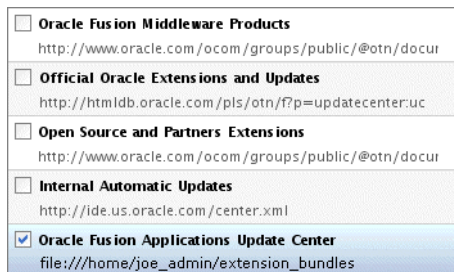 Oracle Fusion Middleware Products
http://www.oracle.com/ocom/groups/public/@otn/docur
Official Oracle Extensions and Updates
http://htmldb.oracle.com/pls/otn/f?p=updatecenter:uc
Open Source and Partners Extensions
http://www.oracle.com/ocom/groups/public/@otn/docur
Internal Automatic Updates
http://ide.us.oracle.com/center.xml
Oracle Fusion Applications Update Center
file:///home/joe_admin/extension_bundles